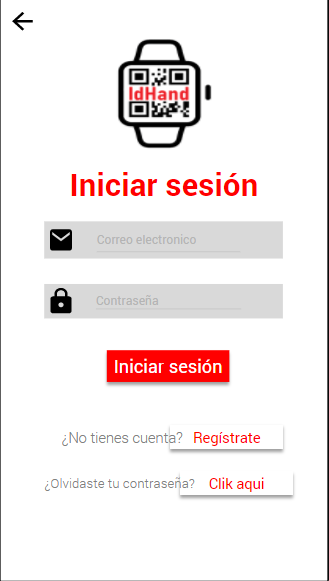 IdHand
Iniciar sesión
Correo electronico
Contraseña
Iniciar sesión
¿No tienes cuenta? Regístrate
¿Olvidaste tu contraseña? Clik aqui